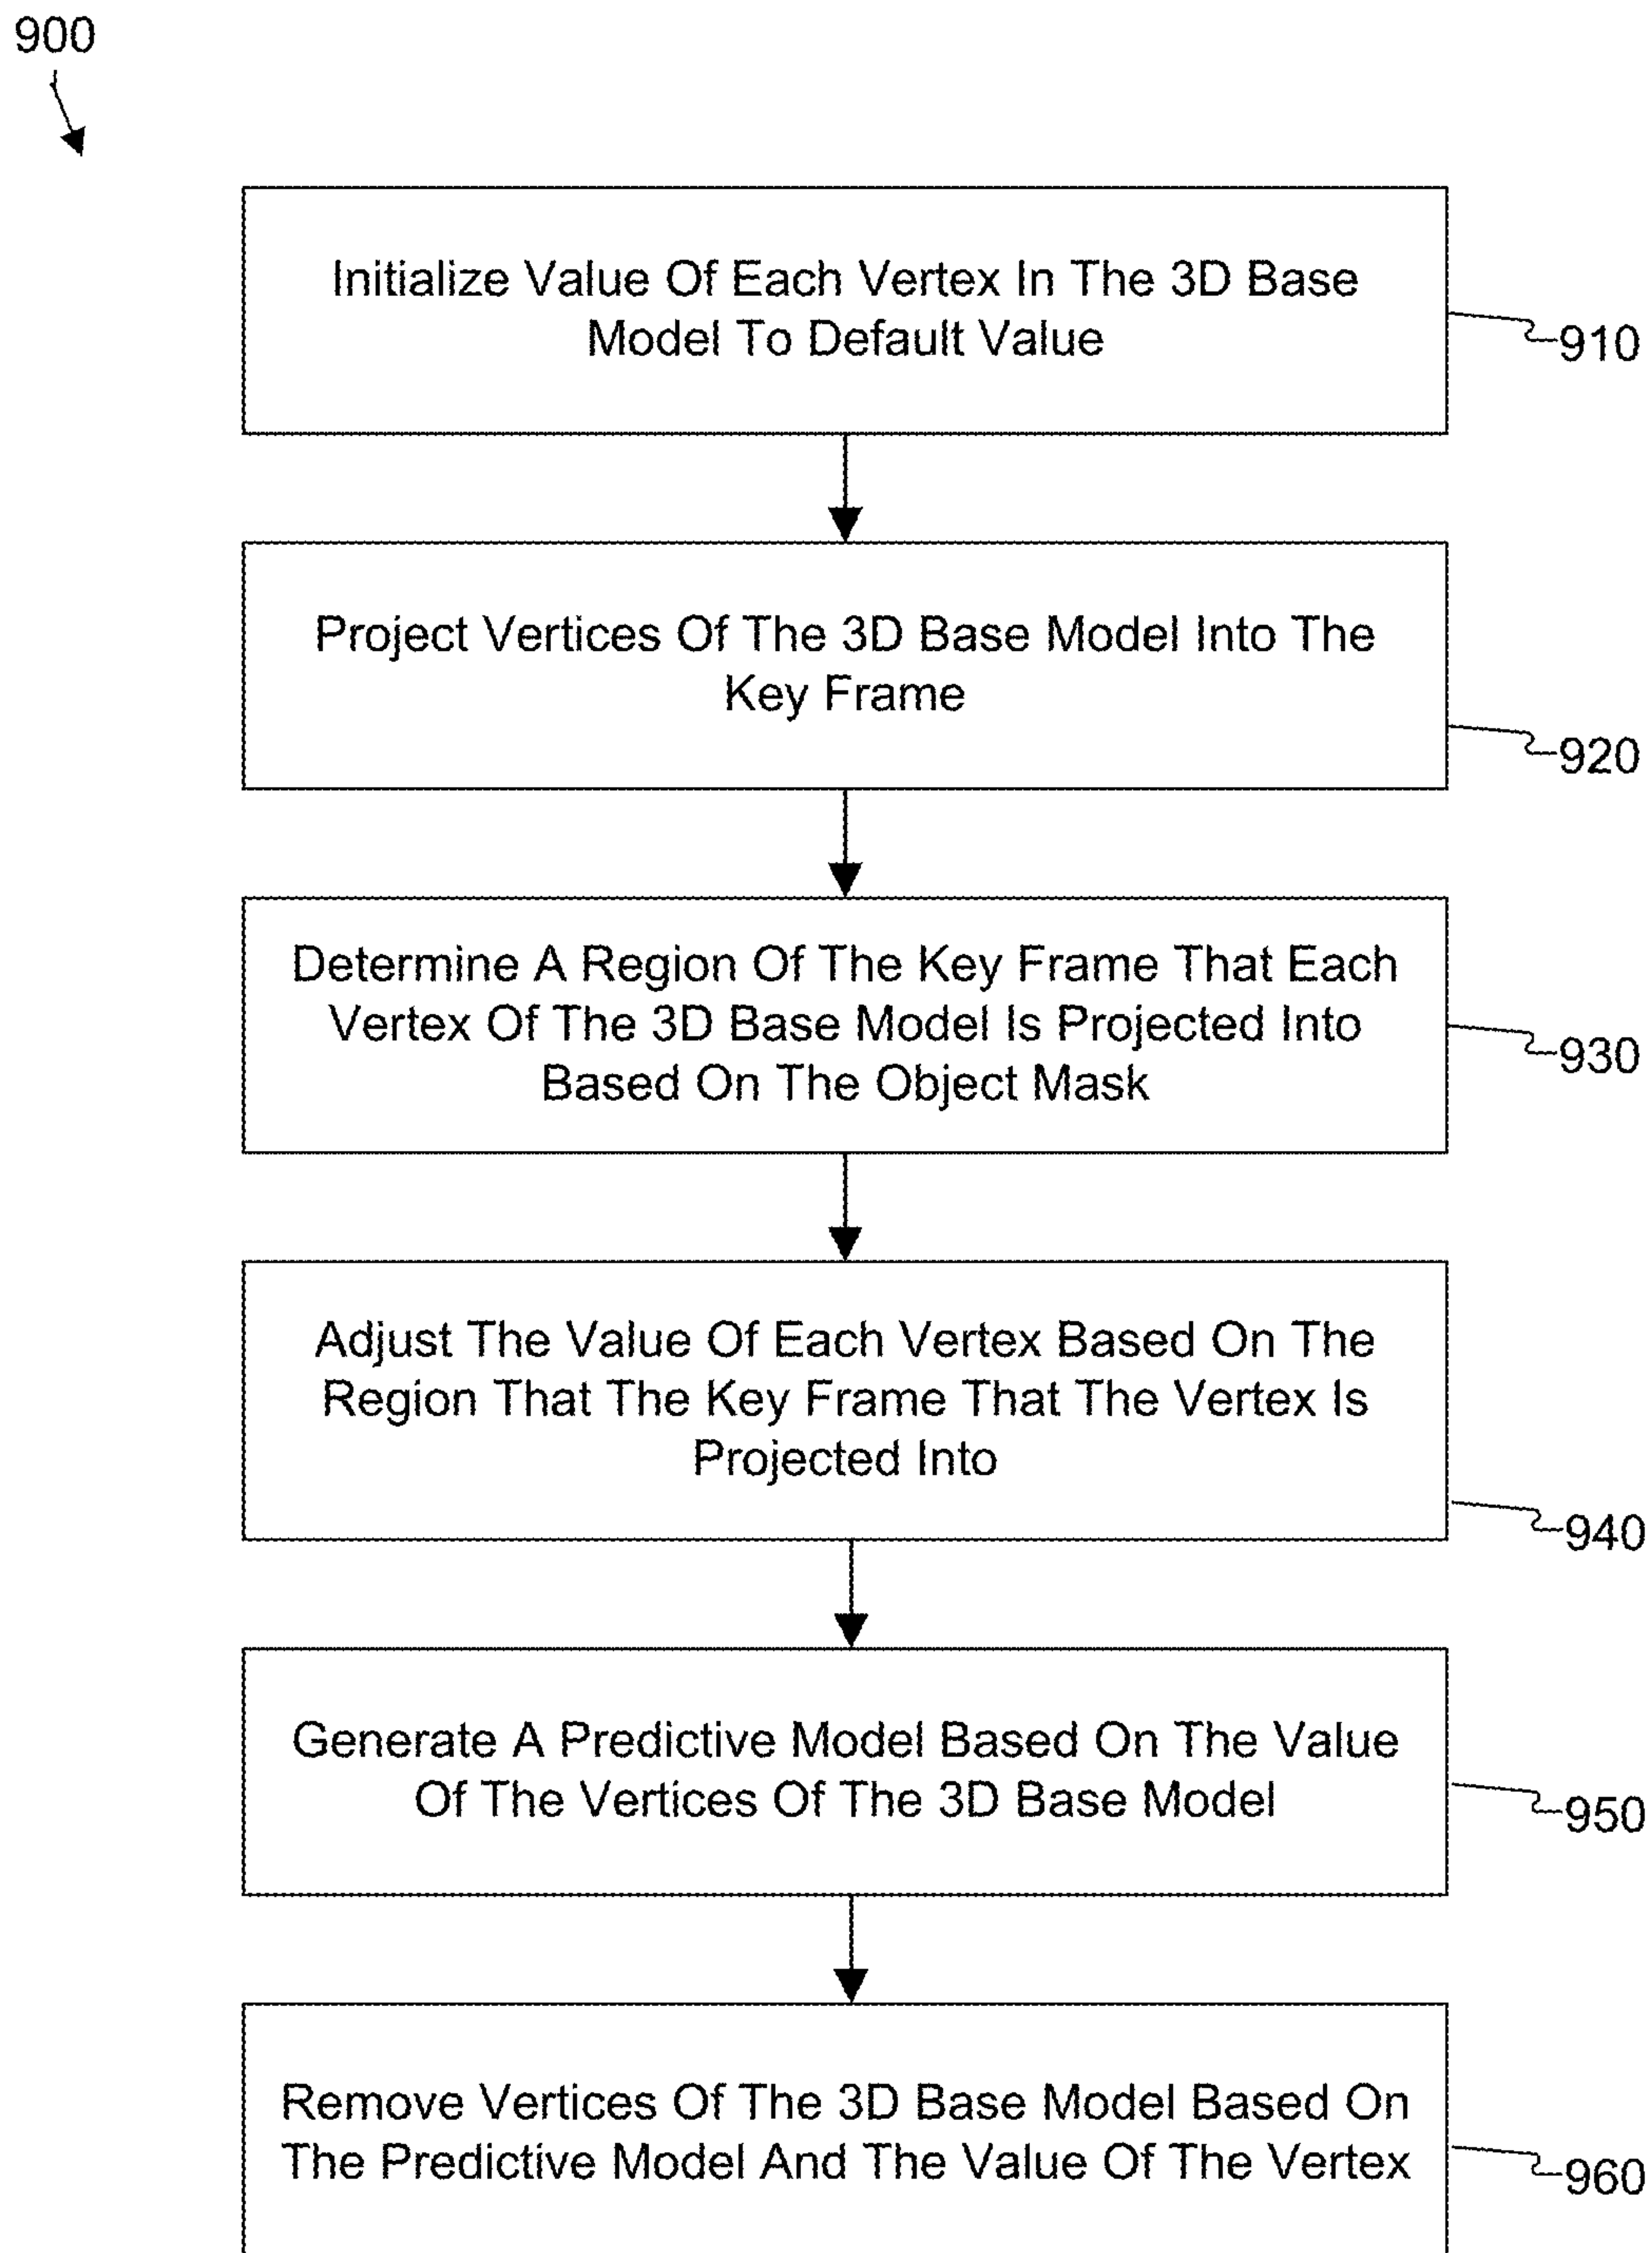 900
Initialize Value Of Each Vertex In The 3D Base
Model To Default Value
910
Project Vertices Of The 3D Base Model Into The
Key Frame
920
Determine A Region Of The Key Frame That Each
Vertex Of The 3D Base Model Is Projected Into
Based On The Object Mask
930
Adjust The Value Of Each Vertex Based On The
Region That The Key Frame That The Vertex Is
Projected Into
940
Generate A Predictive Model Based On The Value
Of The Vertices Of The 3D Base Model
950
Remove Vertices Of The 3D Base Model Based On
The Predictive Model And The Value Of The Vertex
960